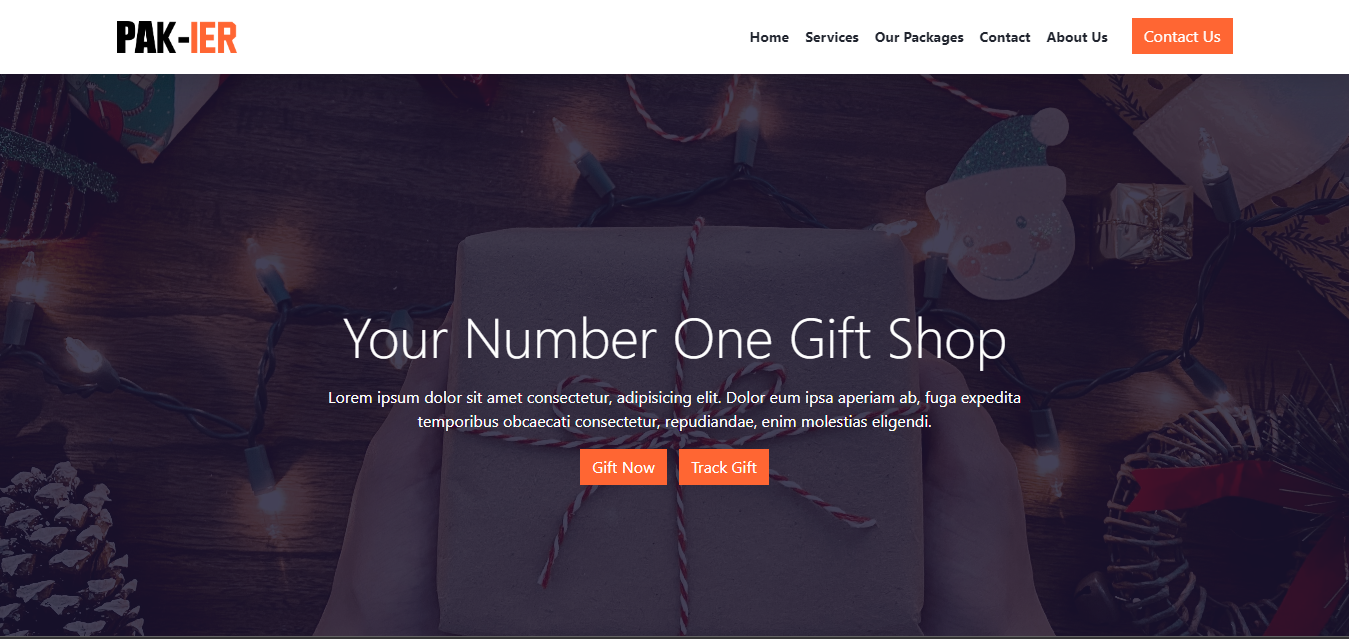 PAK-IER
Home Services Our Packages Contact About Us Contact Us
Your Number One Gift Shop
Lorem ipsum dolor sit amet consectetur, adipisicing elit. Dolor eum ipsa aperiam ab, fuga expedita
temporibus obcaecati consectetur, repudiandae, enim molestias eligendi.
Gift Now Track Gift